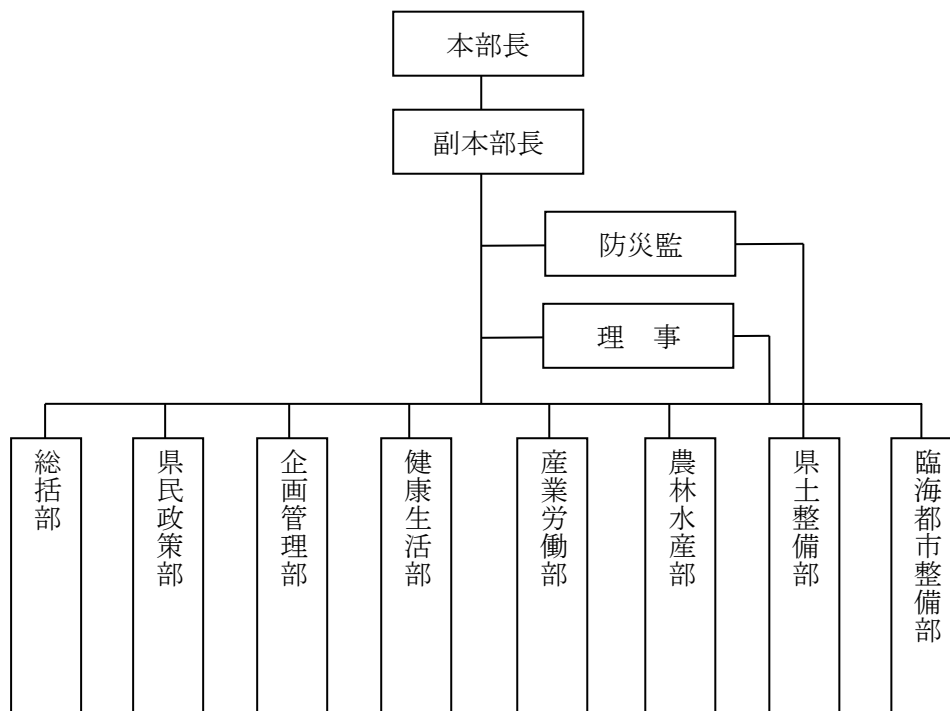 本部長
副本部長
防災監
理　事
総括部
県民政策部
企画管理部
健康生活部
産業労働部
農林水産部
県土整備部
臨海都市整備部